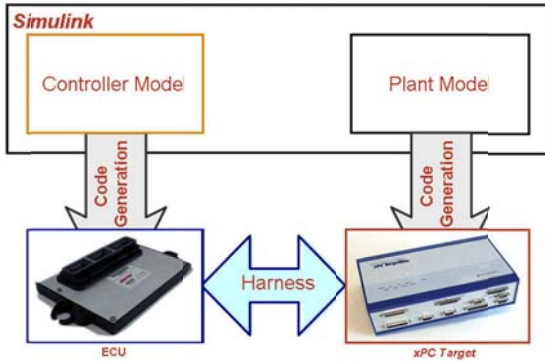 Simulink
Controller Model
Plant Model
Code
Generation
Code
Generation
Harness
ECU
xPC Target